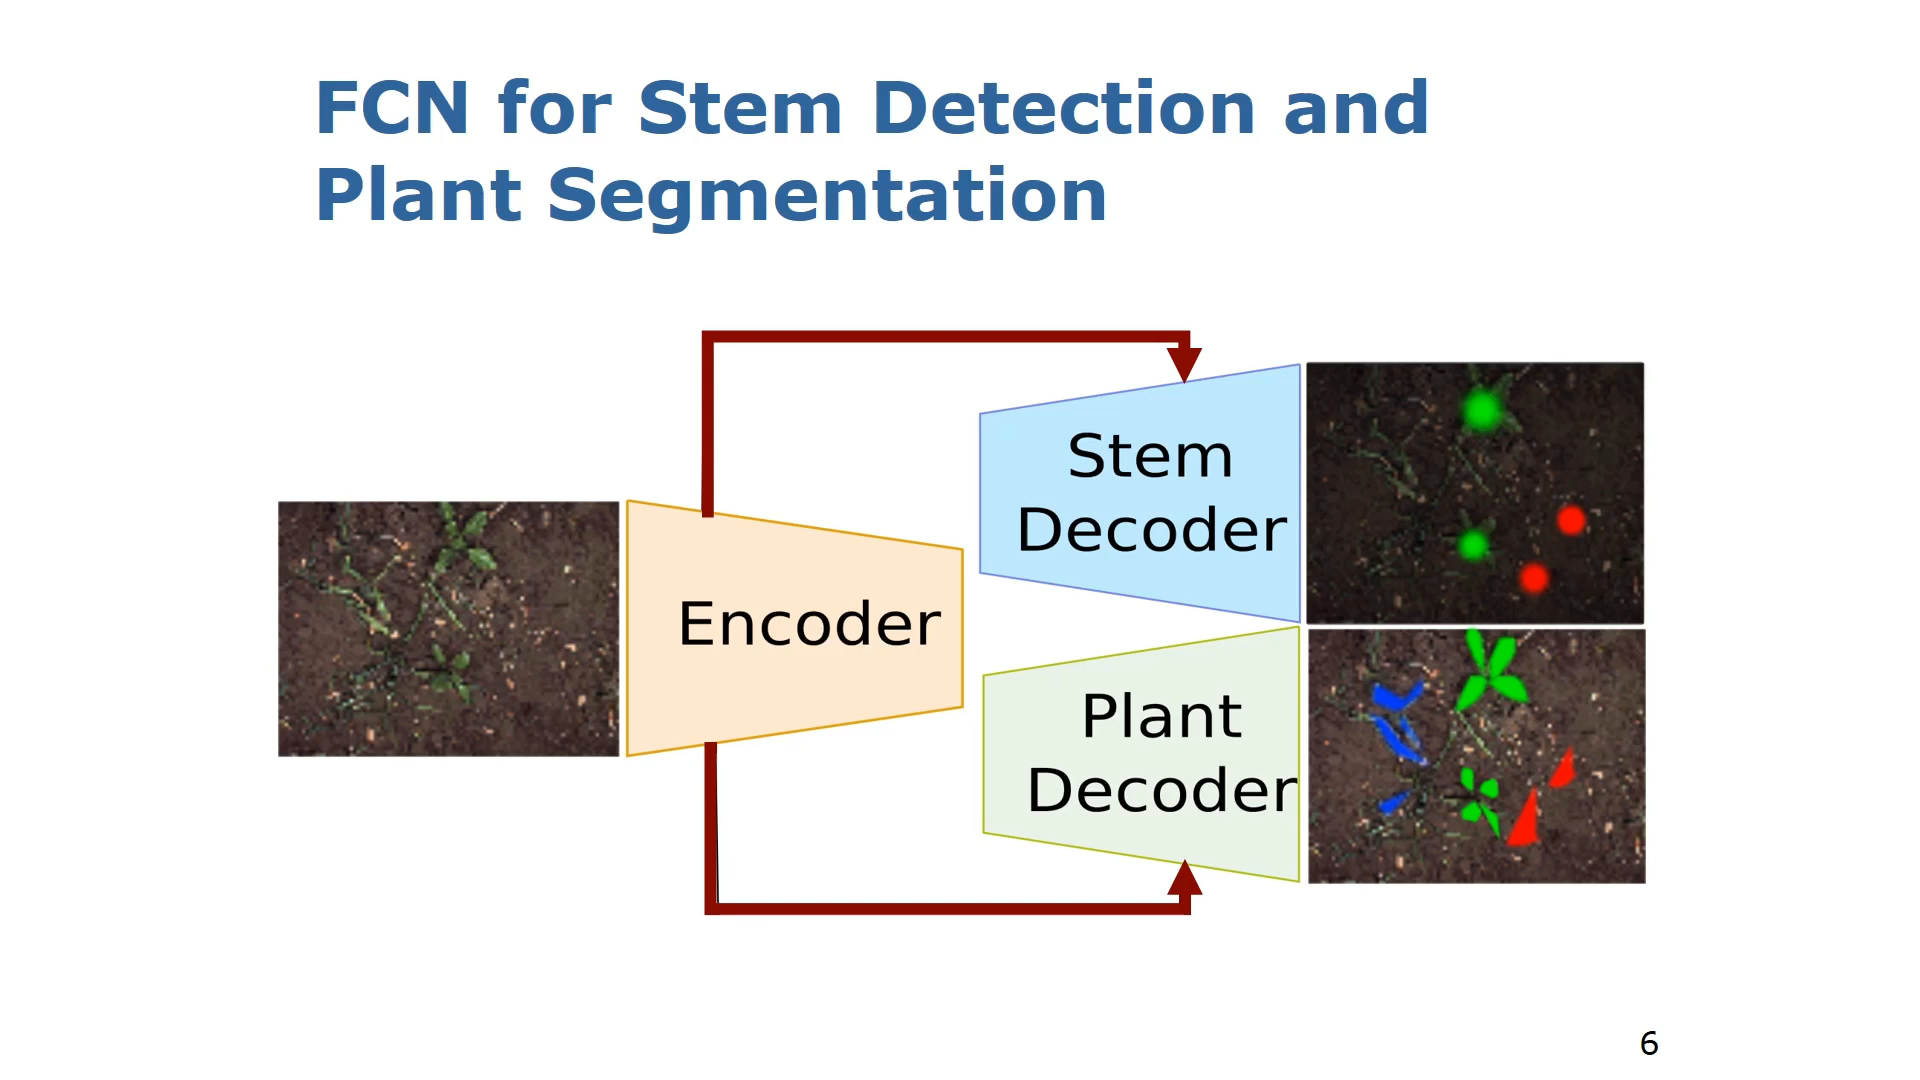 FCN for Stem Detection and
Plant Segmentation
Stem
Decoder
Encoder
Plant
Decoder
6